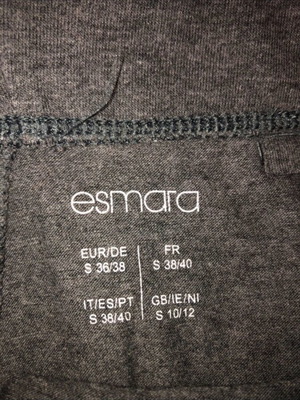 esmara
EUR/DE FR
S 36/38 S 38/40
IT/ES/PT GB/IE/NI
S 38/40 S 10/12